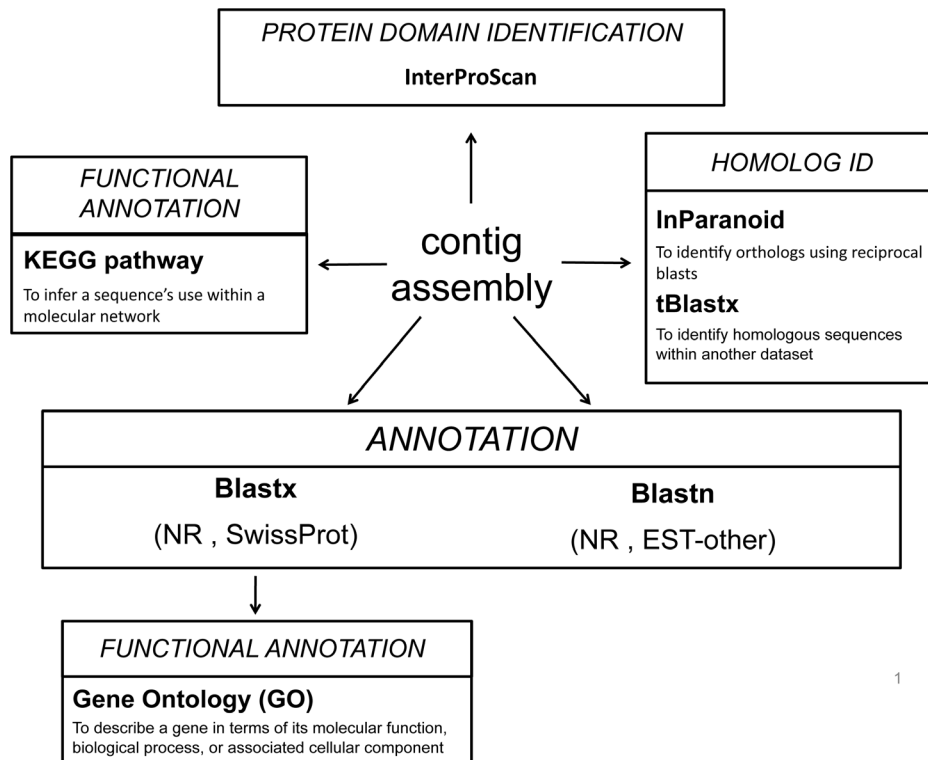 PROTEIN DOMAIN IDENTIFICATION
InterProScan
FUNCTIONAL
ANNOTATION
KEGG pathway
To infer a sequence’s use within a
molecular network
contig
assembly
HOMOLOG ID
InParanoid
To identify orthologs using reciprocal
blasts
tBlastx
To identify homologous sequences
within another dataset
ANNOTATION
Blastx
(NR , SwissProt)
Blastn
(NR , EST-other)
FUNCTIONAL ANNOTATION
Gene Ontology (GO)
To describe a gene in terms of its molecular function,
biological process, or associated cellular component
1